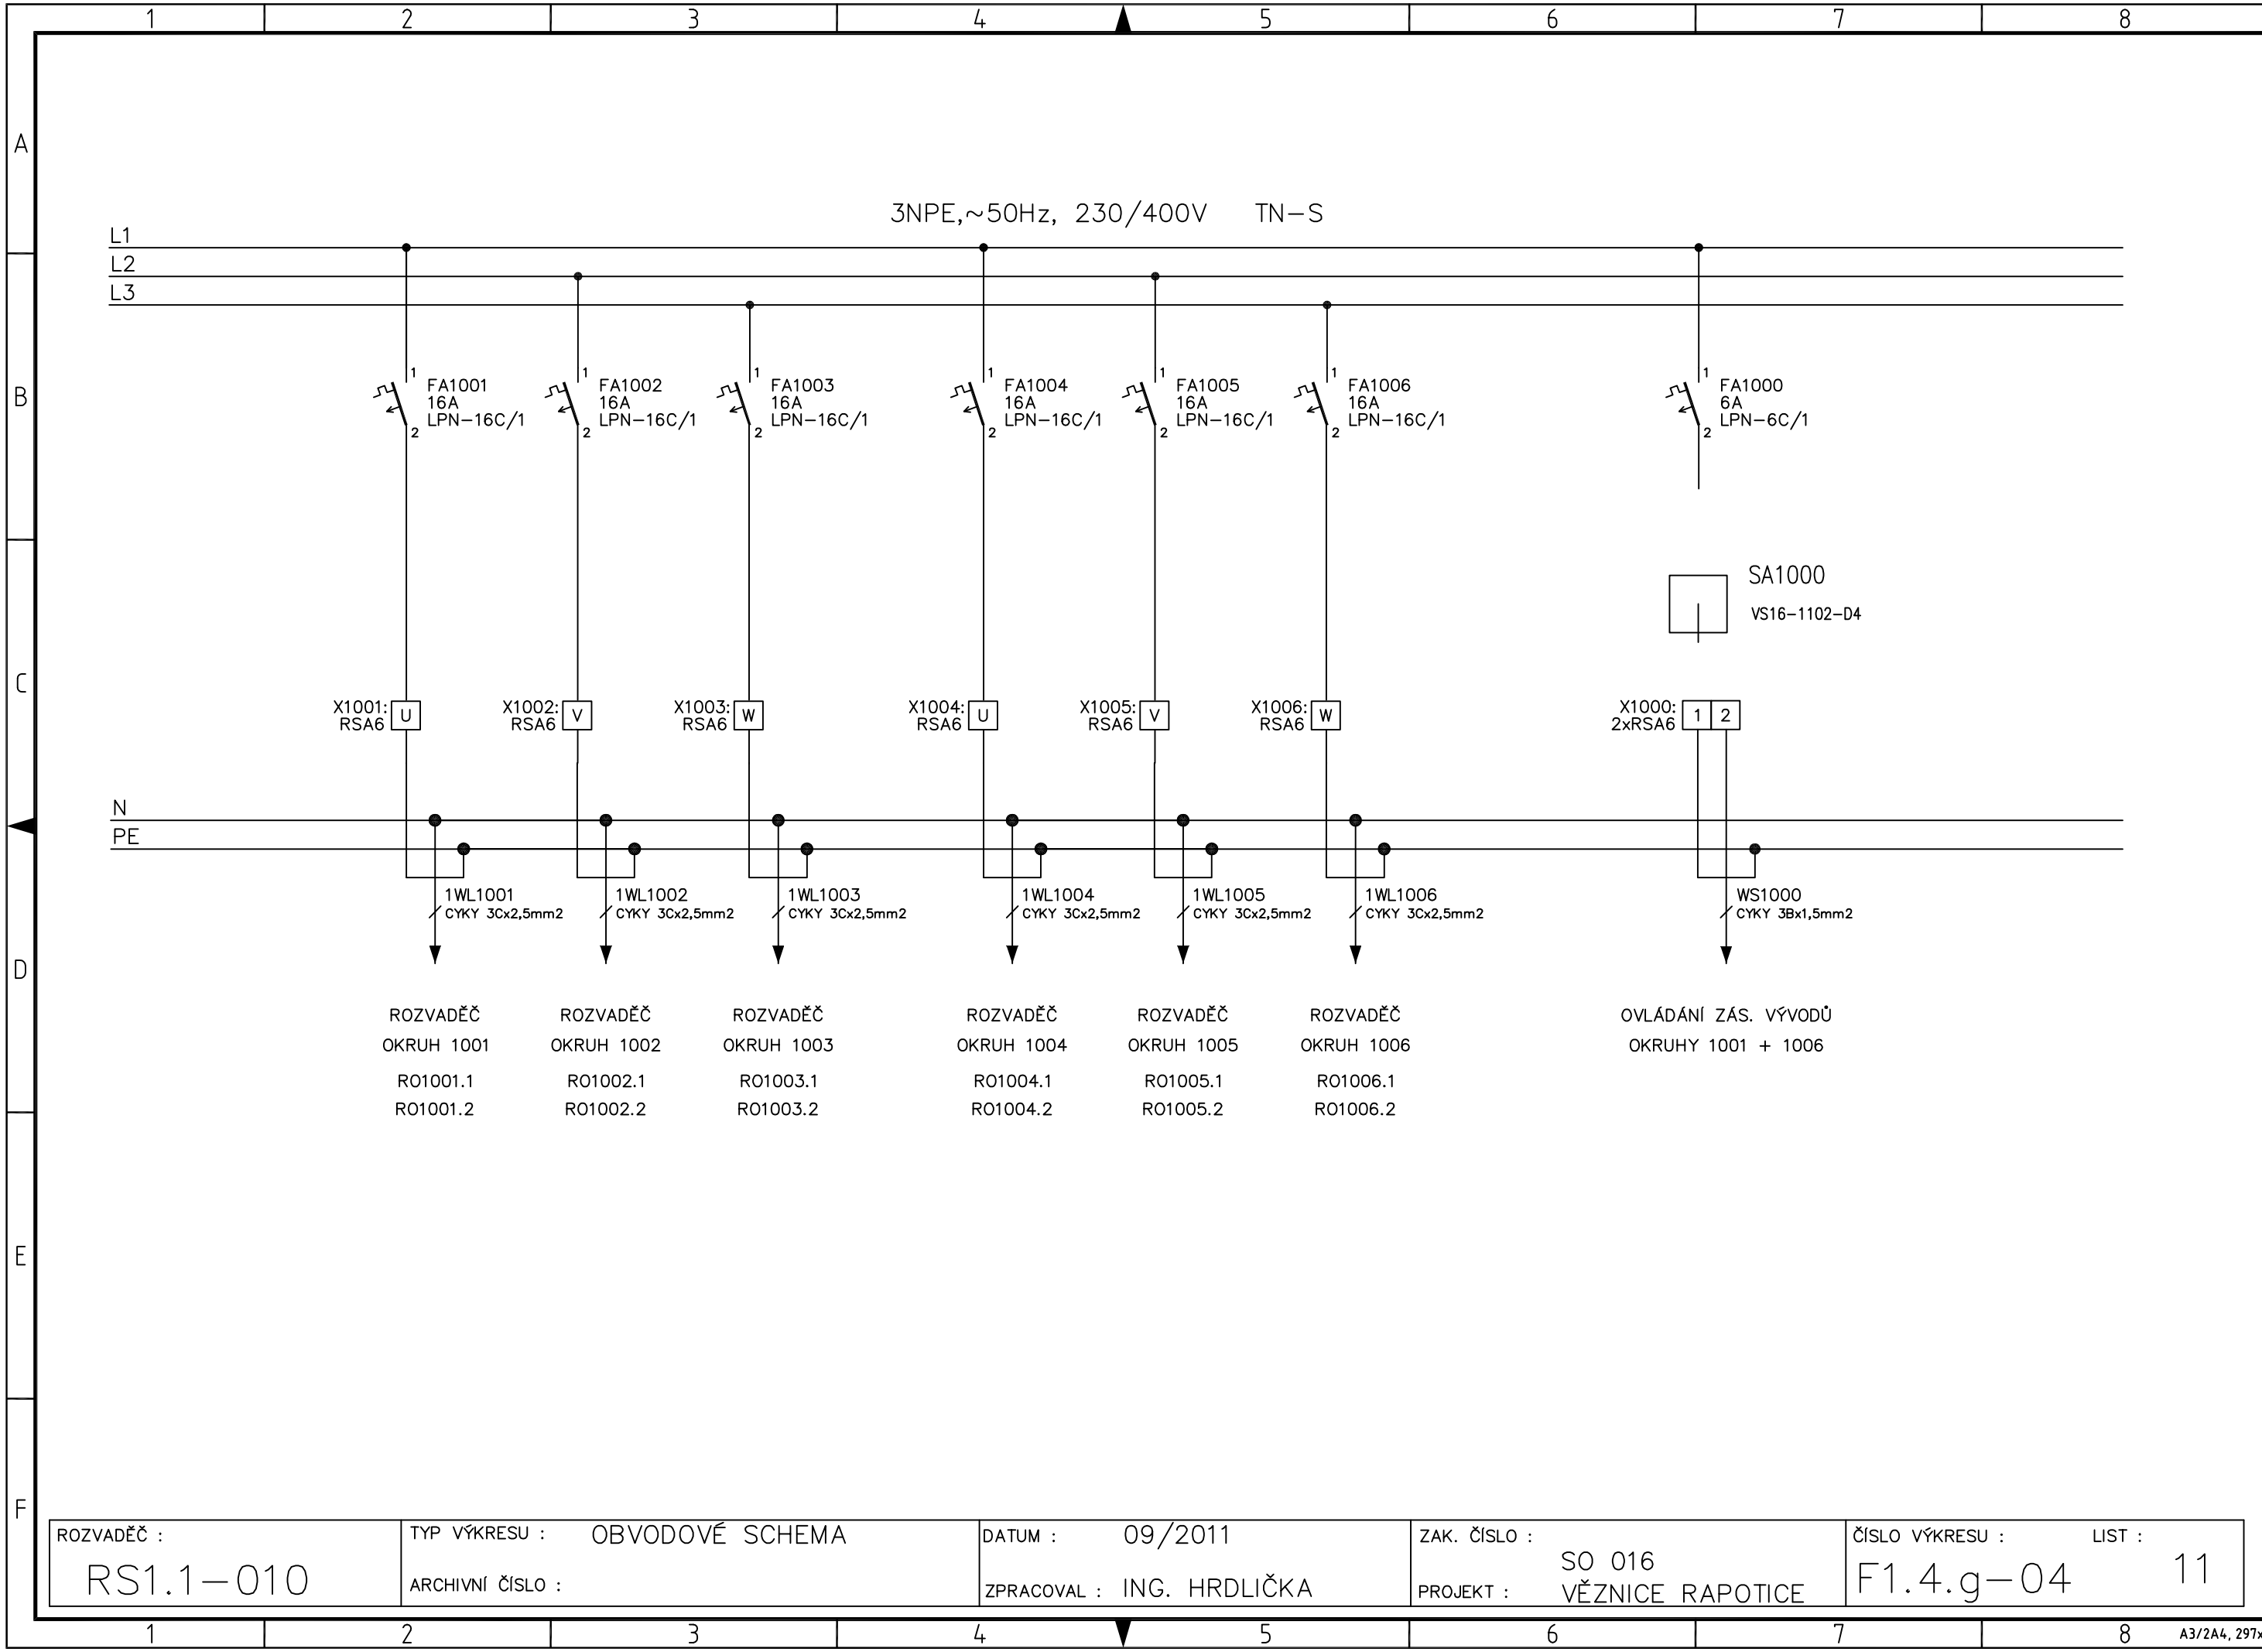 1 2 3 4 5 6 7 8
A
B
C
D
E
F
3NPE,~50Hz, 230/400V TN-S
L1
L2
L3
1
FA1001
16A
LPN-16C/1
2
1
FA1002
16A
LPN-16C/1
2
1
FA1003
16A
LPN-16C/1
2
1
FA1004
16A
LPN-16C/1
2
1
FA1005
16A
LPN-16C/1
2
1
FA1006
16A
LPN-16C/1
2
1
FA1000
6A
LPN-6C/1
2
SA1000
VS16-1102-D4
X1001:
RSA6 U
X1002:
RSA6 V
X1003:
RSA6 W
X1004:
RSA6 U
X1005:
RSA6 V
X1006:
RSA6 W
X1000:
2xRSA6 1 2
N
PE
1WL1001
CYKY 3Cx2,5mm2
1WL1002
CYKY 3Cx2,5mm2
1WL1003
CYKY 3Cx2,5mm2
1WL1004
CYKY 3Cx2,5mm2
1WL1005
CYKY 3Cx2,5mm2
1WL1006
CYKY 3Cx2,5mm2
WS1000
CYKY 3Bx1,5mm2
ROZVADĚČ
OKRUH 1001
RO1001.1
RO1001.2
ROZVADĚČ
OKRUH 1002
RO1002.1
RO1002.2
ROZVADĚČ
OKRUH 1003
RO1003.1
RO1003.2
ROZVADĚČ
OKRUH 1004
RO1004.1
RO1004.2
ROZVADĚČ
OKRUH 1005
RO1005.1
RO1005.2
ROZVADĚČ
OKRUH 1006
RO1006.1
RO1006.2
OVLÁDÁNÍ ZÁS. VÝVODŮ
OKRUHY 1001 + 1006
ROZVADĚČ :
RS1.1-010
TYP VÝKRESU : OBVODOVÉ SCHEMA
ARCHIVNÍ ČÍSLO :
DATUM : 09/2011
ZPRACOVAL : ING. HRDLIČKA
ZAK. ČÍSLO :
SO 016
PROJEKT : VĚZNICE RAPOTICE
ČÍSLO VÝKRESU :
F1.4.g-04
LIST :
11
1 2 3 4 5 6 7 8
A3/2A4, 297x